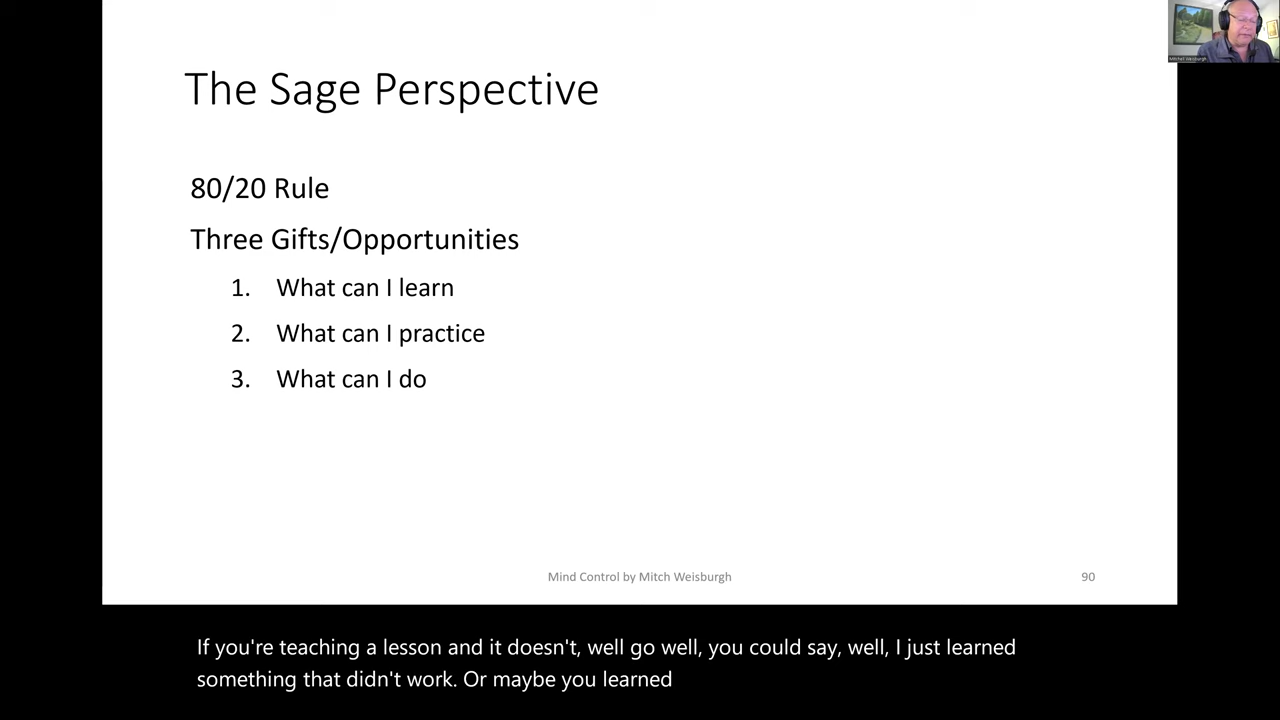 The Sage Perspective
80/20 Rule
Three Gifts/Opportunities
1. What can I learn
2. What can I practice
3. What can I do
Mind Control by Mitch Weisburgh
90
If you're teaching a lesson and it doesn't, well go well, you could say, well, I just learned
something that didn't work. Or maybe you learned